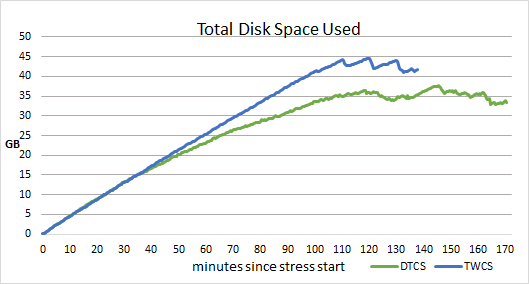 Total Disk Space Used
50
45
40
35
30
25
20
15
10
5
0
GB
0 10 20 30 40 50 60 70 80 90 100 110 120 130 140 150 160 170
minutes since stress start
DTCS TWCS